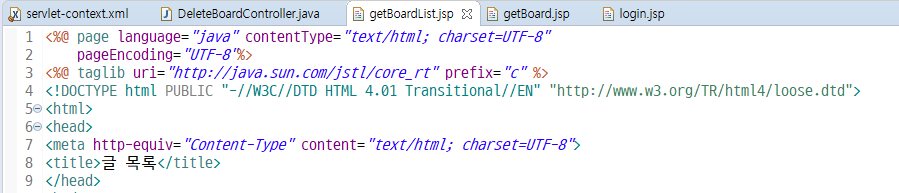 servlet-context.xml DeleteBoardController.java getBoardList.jsp getBoard.jsp login.jsp
1 <%@ page language="java" contentType="text/html; charset=UTF-8"
2 pageEncoding="UTF-8"%>
3 <%@ taglib uri="http://java.sun.com/jstl/core_rt" prefix="c" %>
4 <!DOCTYPE html PUBLIC "-//W3C//DTD HTML 4.01 Transitional//EN" "http://www.w3.org/TR/html4/loose.dtd">
5 <html>
6 <head>
7 <meta http-equiv="Content-Type" content="text/html; charset=UTF-8">
8 <title>글 목록</title>
9 </head>